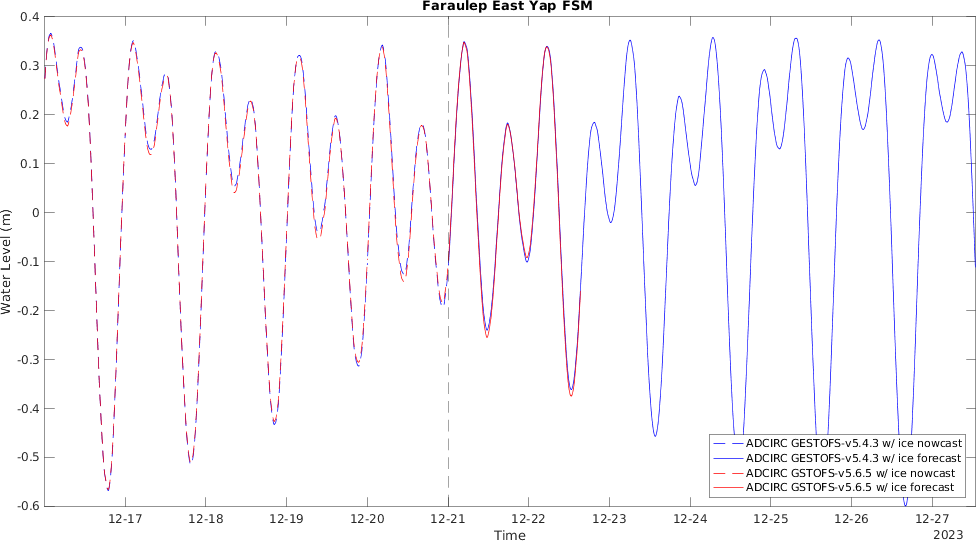 Faraulep East Yap FSM
0.4
0.3
0.2
0.1
0
-0.1
-0.2
-0.3
-0.4
-0.5
-0.6
Water Level (m)
ADCIRC GESTOFS-v5.4.3 w/ ice nowcast
ADCIRC GESTOFS-v5.4.3 w/ ice forecast
ADCIRC GSTOFS-v5.6.5 w/ ice nowcast
ADCIRC GSTOFS-v5.6.5 w/ ice forecast
12-17 12-18 12-19 12-20 12-21 12-22 12-23 12-24 12-25 12-26 12-27
Time
2023